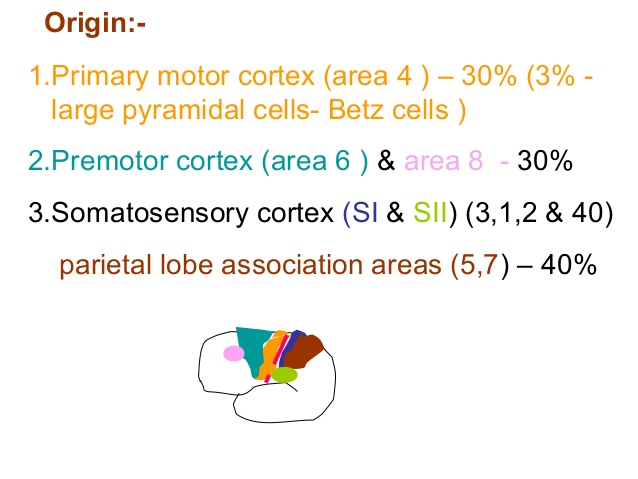 Origin:-
1.Primary motor cortex (area 4 ) – 30% (3% -
large pyramidal cells- Betz cells )
2.Premotor cortex (area 6 ) & area 8 - 30%
3.Somatosensory cortex (SI & SII) (3,1,2 & 40)
parietal lobe association areas (5,7) – 40%